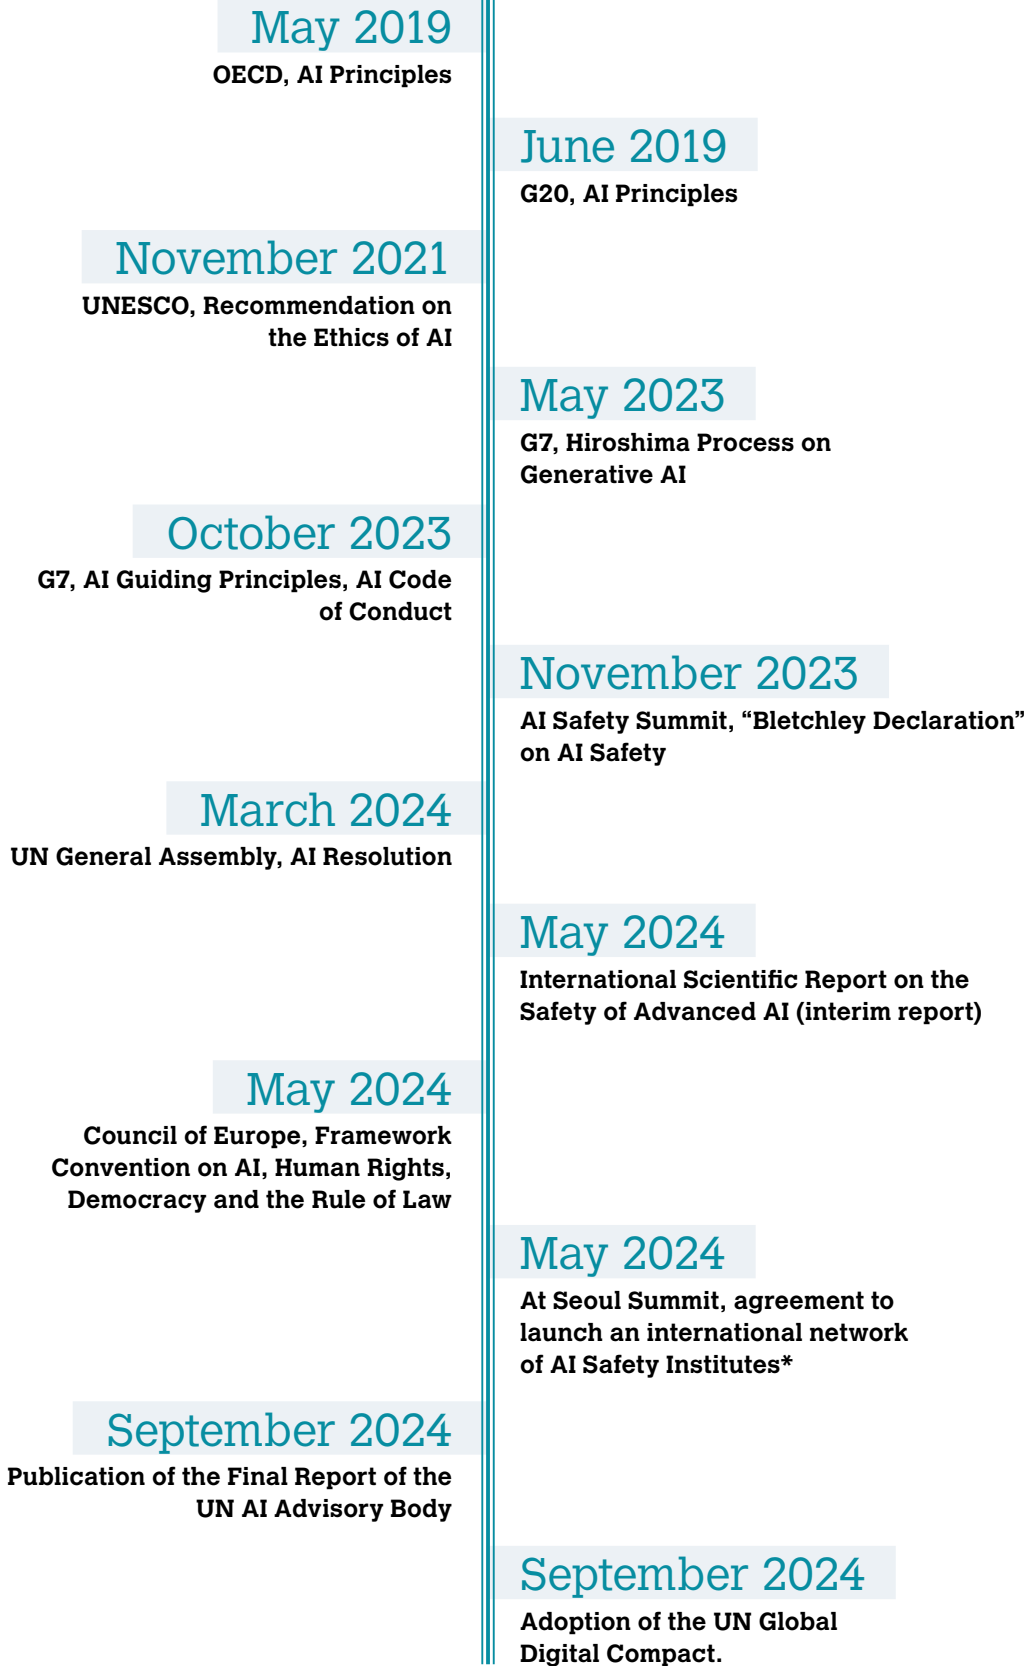 May 2019
OECD, AI Principles
June 2019
G20, AI Principles
November 2021
UNESCO, Recommendation on
the Ethics of AI
May 2023
G7, Hiroshima Process on
Generative AI
October 2023
G7, AI Guiding Principles, AI Code
of Conduct
November 2023
AI Safety Summit, “Bletchley Declaration”
on AI Safety
March 2024
UN General Assembly, AI Resolution
May 2024
International Scientific Report on the
Safety of Advanced AI (interim report)
May 2024
Council of Europe, Framework
Convention on AI, Human Rights,
Democracy and the Rule of Law
May 2024
At Seoul Summit, agreement to
launch an international network
of AI Safety Institutes*
September 2024
Publication of the Final Report of the
UN AI Advisory Body
September 2024
Adoption of the UN Global
Digital Compact.